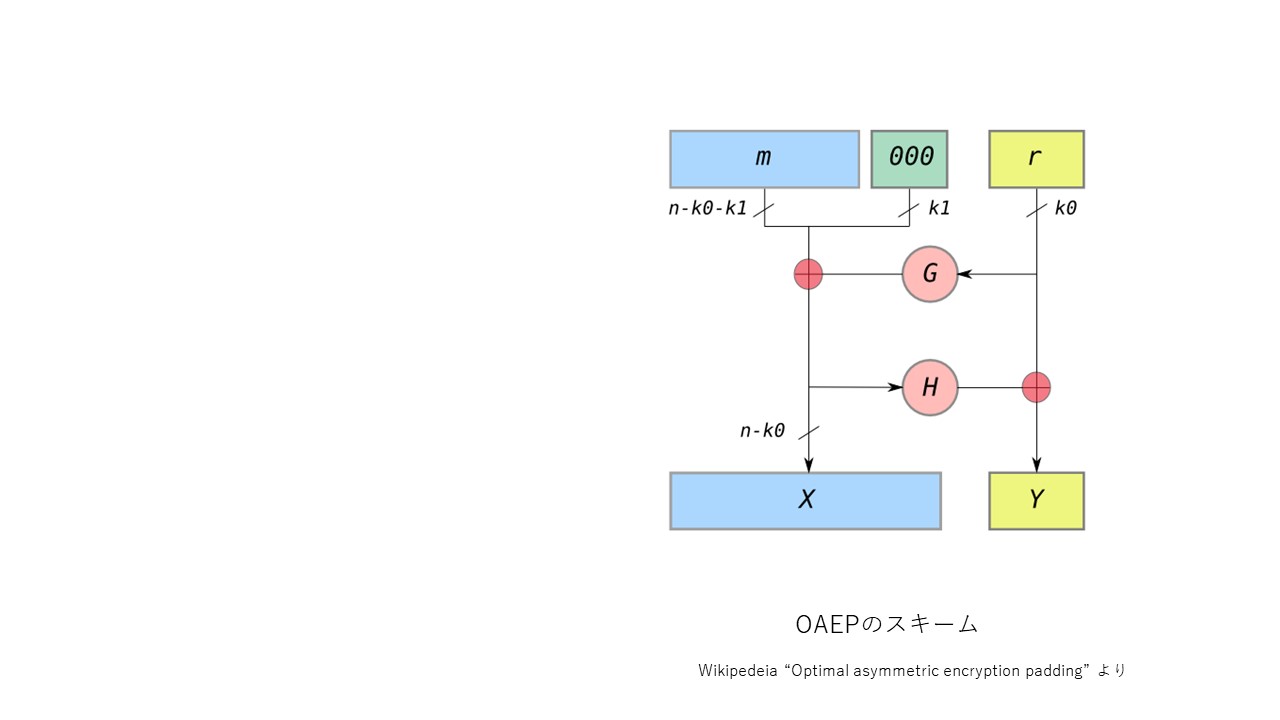 m 000 r
n-k0-k1 k1 k0
G
H
n-k0
X Y
OAEPのスキーム
Wikipedeia “Optimal asymmetric encryption padding” より